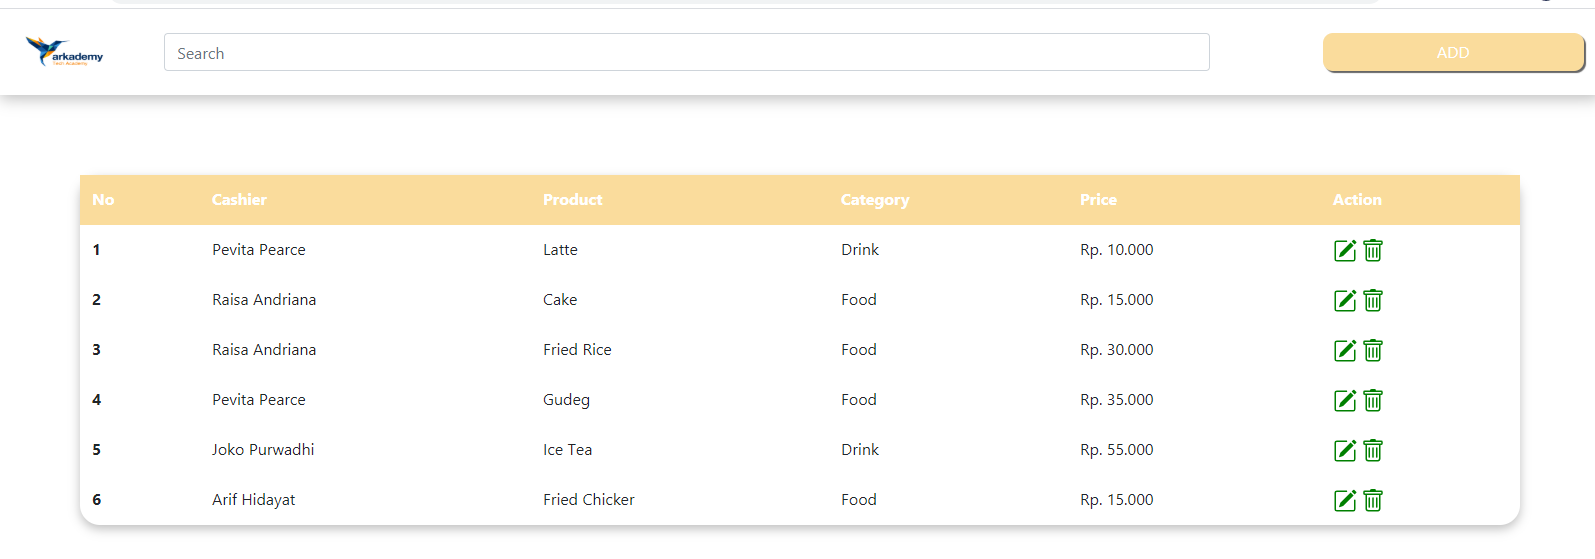 arkademy
Tech Academy
Search
ADD
No Cashier Product Category Price Action
1 Pevita Pearce Latte Drink Rp. 10.000
2 Raisa Andriana Cake Food Rp. 15.000
3 Raisa Andriana Fried Rice Food Rp. 30.000
4 Pevita Pearce Gudeg Food Rp. 35.000
5 Joko Purwadhi Ice Tea Drink Rp. 55.000
6 Arif Hidayat Fried Chicker Food Rp. 15.000